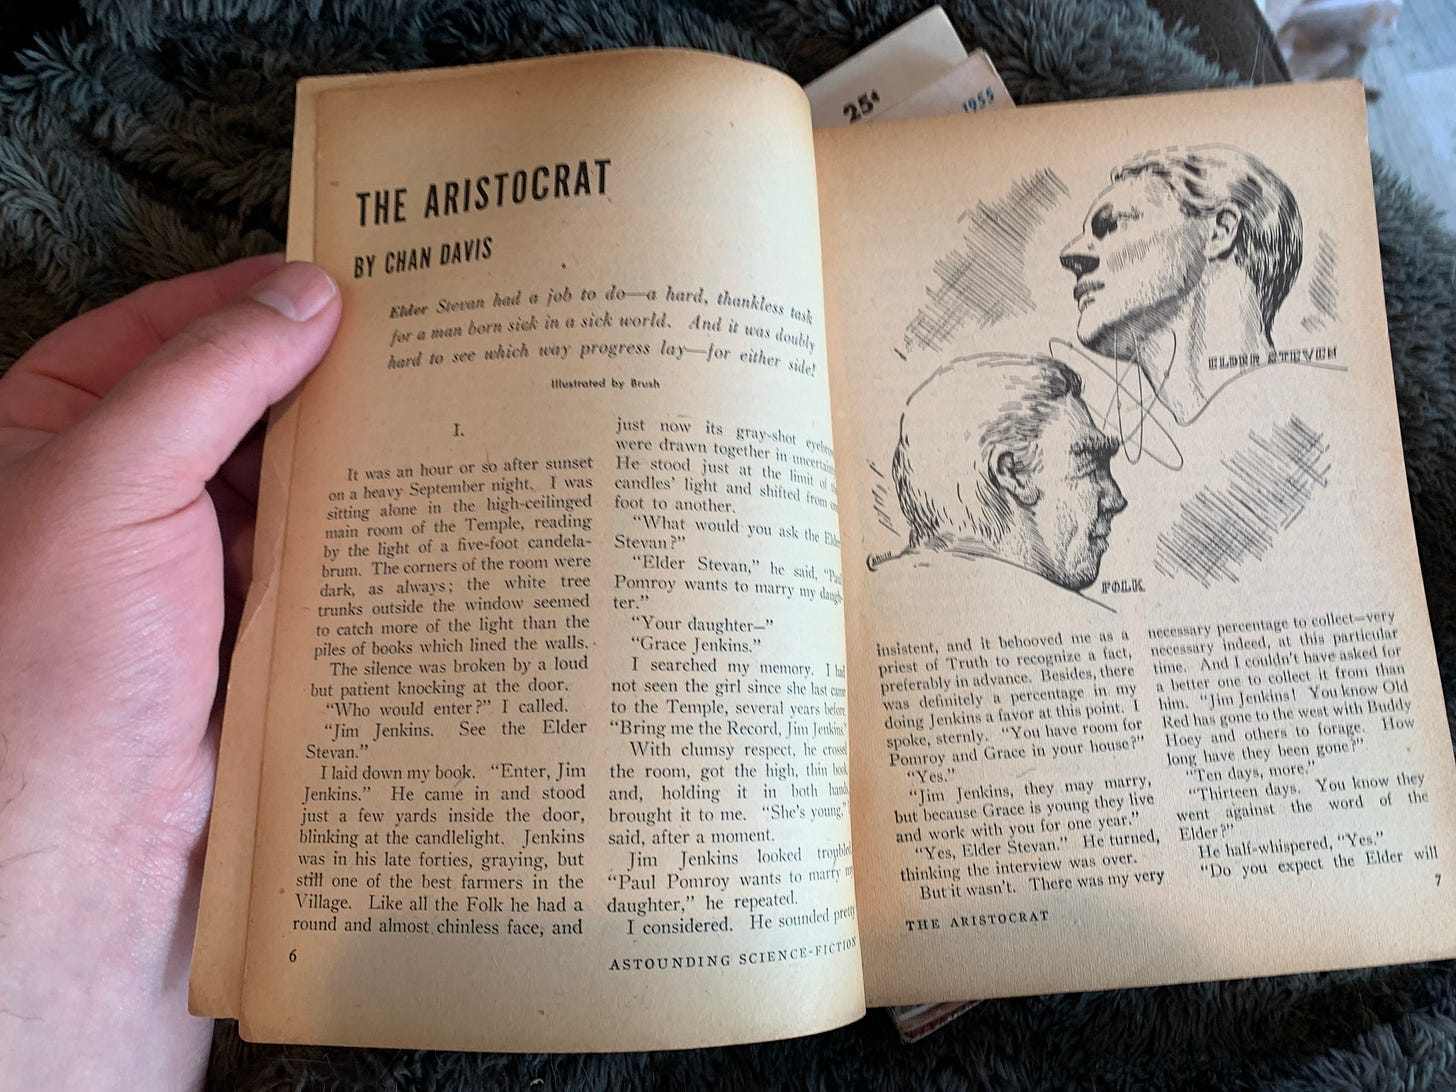 25¢
1955
THE ARISTOCRAT
BY CHAN DAVIS
Elder Stevan had a job to do—a hard, thankless task
for a man born sick in a sick world. And it was doubly
hard to see which way progress lay—for either side!
Illustrated by Brush
I.
It was an hour or so after sunset
on a heavy September night. I was
sitting alone in the high-ceilinged
main room of the Temple, reading
by the light of a five-foot candela-
brum. The corners of the room were
dark, as always; the white tree
trunks outside the window seemed
to catch more of the light than the
piles of books which lined the walls.
The silence was broken by a loud
but patient knocking at the door.
"Who would enter?" I called.
"Jim Jenkins. See the Elder
Stevan."
I laid down my book. "Enter, Jim
Jenkins." He came in and stood
just a few yards inside the door,
blinking at the candlelight. Jenkins
was in his late forties, graying, but
still one of the best farmers in the
Village. Like all the Folk he had a
round and almost chinless face, and
6
just now its gray-shot
were drawn together in
He stood just at the limit of
candles' light and shifted from
foot to another.
"What would you ask the
Stevan?"
"Elder Stevan," he said,
Pomroy wants to marry my daugh-
ter."
"Your daughter—"
"Grace Jenkins."
I searched my memory. I had
not seen the girl since she last came
to the Temple, several years before.
"Bring me the Record, Jim Jenkins."
With clumsy respect, he crossed
the room, got the high, thin book
and, holding it in both hands,
brought it to me. "She's young,"
said, after a moment.
Jim Jenkins looked troubled.
"Paul Pomroy wants to marry my
daughter," he repeated.
I considered. He sounded pretty
ASTOUNDING SCIENCE-FICTION
ELDER STEVEN
FOLK
insistent, and it behooved me as a
priest of Truth to recognize a fact,
preferably in advance. Besides, there
was definitely a percentage in my
doing Jenkins a favor at this point. I
spoke, sternly. "You have room for
Pomroy and Grace in your house?"
"Yes."
"Jim Jenkins, they may marry,
but because Grace is young they live
and work with you for one year."
"Yes, Elder Stevan." He turned,
thinking the interview was over.
But it wasn't. There was my very
THE ARISTOCRAT
necessary percentage to collect—very
necessary indeed, at this particular
time. And I couldn't have asked for
a better one to collect it from than
him. "Jim Jenkins! You know Old
Red has gone to the west with Buddy
Hoey and others to forage. How
long have they been gone?"
"Ten days, more."
"Thirteen days. You know they
went against the word of the
Elder?"
He half-whispered, "Yes."
"Do you expect the Elder will
7